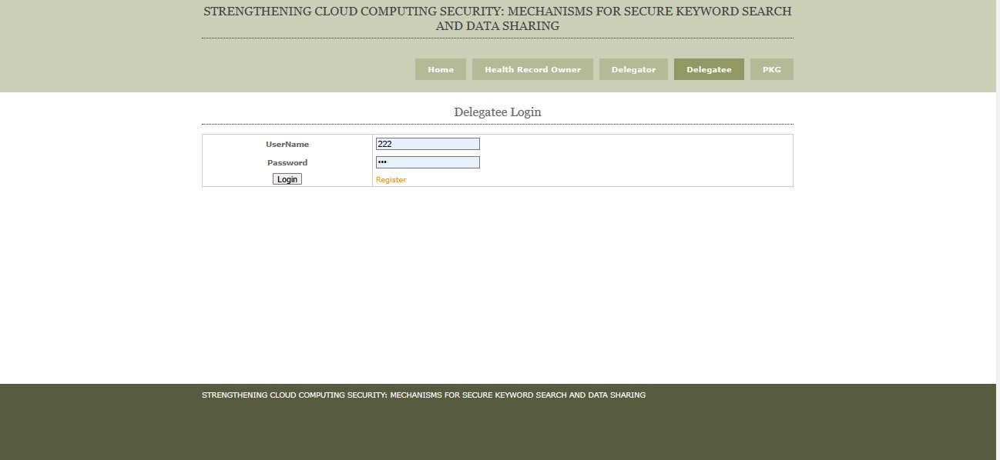 STRENGTHENING CLOUD COMPUTING SECURITY: MECHANISMS FOR SECURE KEYWORD SEARCH
AND DATA SHARING
Home Health Record Owner Delegator Delegatee PKG
Delegatee Login
UserName 222
Password •••
Login Register
STRENGTHENING CLOUD COMPUTING SECURITY: MECHANISMS FOR SECURE KEYWORD SEARCH AND DATA SHARING